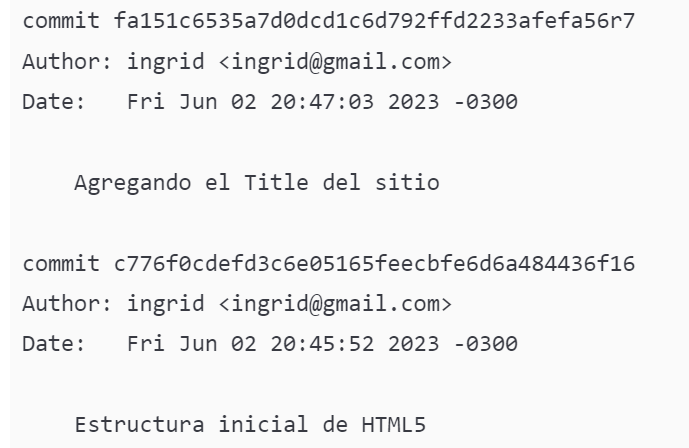 commit fa151c6535a7d0dcd1c6d792ffd2233afefa56r7
Author: ingrid <ingrid@gmail.com>
Date:   Fri Jun 02 20:47:03 2023 -0300
Agregando el Title del sitio
commit c776f0cdefd3c6e05165feecbfe6d6a484436f16
Author: ingrid <ingrid@gmail.com>
Date:   Fri Jun 02 20:45:52 2023 -0300
Estructura inicial de HTML5